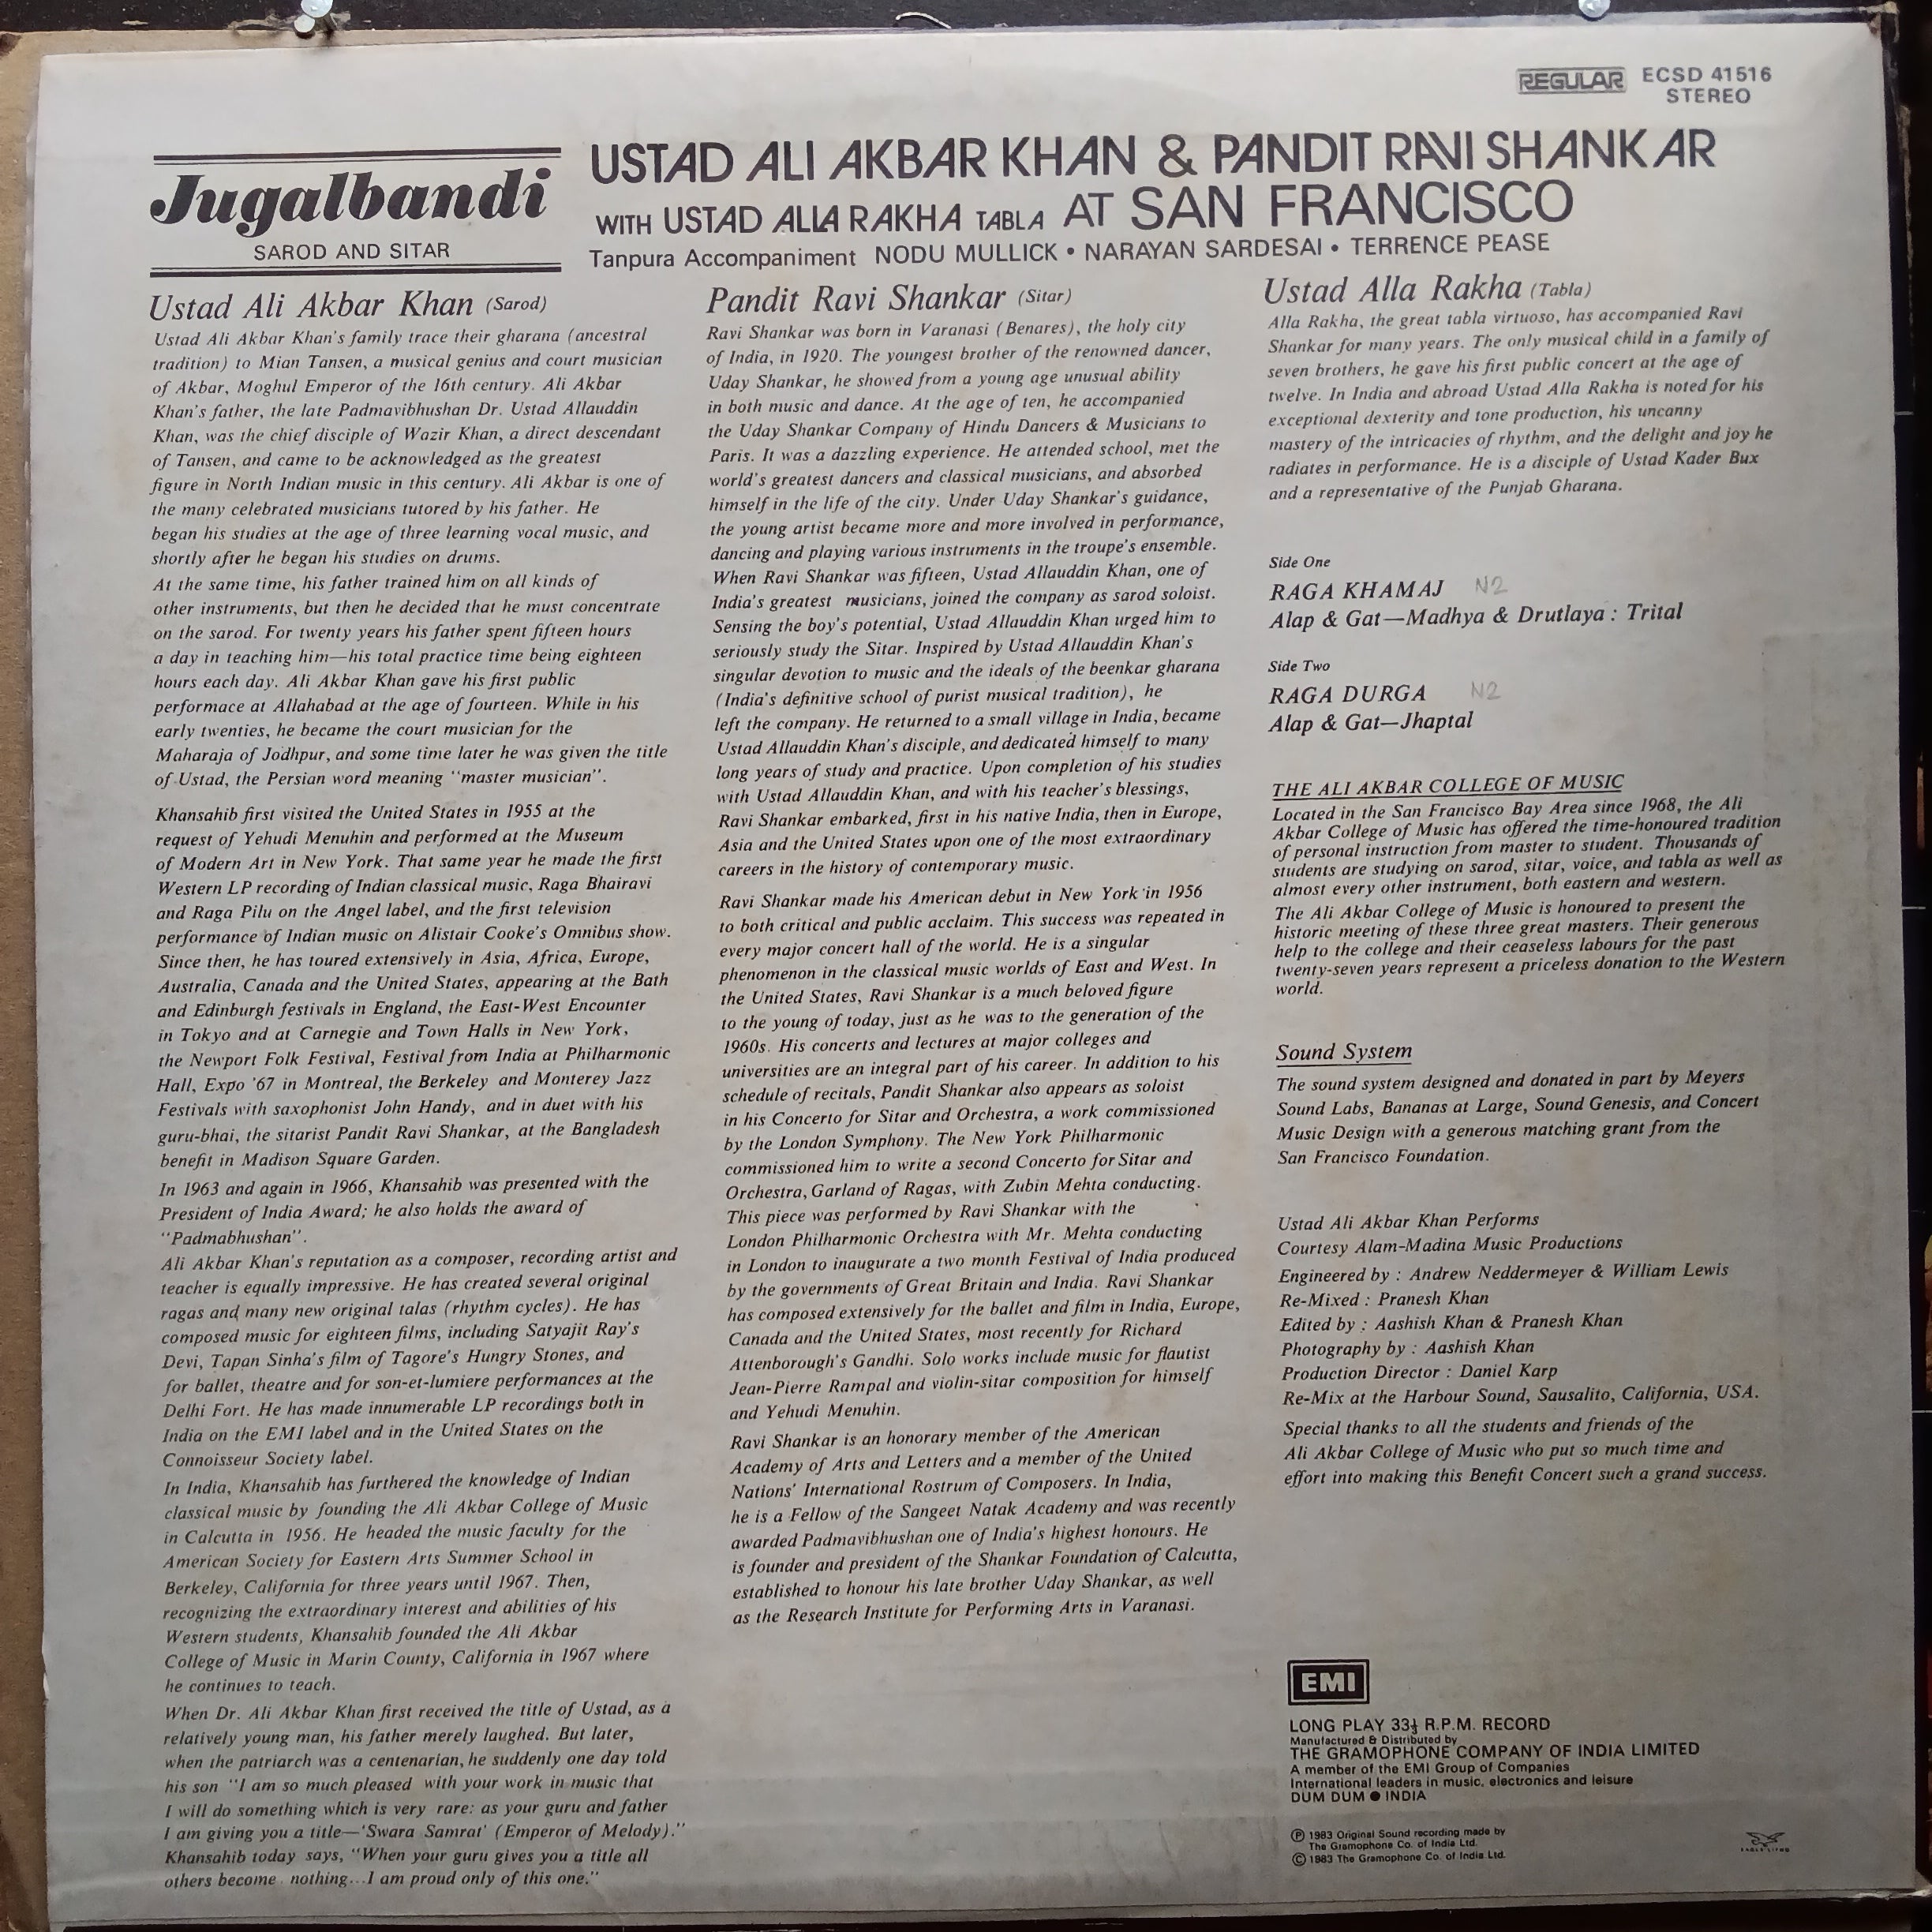 REGULAR ECSD 41516
STEREO
Jugalbandi
SAROD AND SITAR
USTAD ALI AKBAR KHAN & PANDIT RAVI SHANKAR
WITH USTAD ALLA RAKHA TABLA AT SAN FRANCISCO
Tanpura Accompaniment NODU MULLICK • NARAYAN SARDESAI • TERRENCE PEASE
Ustad Ali Akbar Khan (Sarod)
Ustad Ali Akbar Khan's family trace their gharana (ancestral
tradition) to Mian Tansen, a musical genius and court musician
of Akbar, Moghul Emperor of the 16th century. Ali Akbar
Khan's father, the late Padmavibhushan Dr. Ustad Allauddin
Khan, was the chief disciple of Wazir Khan, a direct descendant
of Tansen, and came to be acknowledged as the greatest
figure in North Indian music in this century. Ali Akbar is one of
the many celebrated musicians tutored by his father. He
began his studies at the age of three learning vocal music, and
shortly after he began his studies on drums.
At the same time, his father trained him on all kinds of
other instruments, but then he decided that he must concentrate
on the sarod. For twenty years his father spent fifteen hours
a day in teaching him—his total practice time being eighteen
hours each day. Ali Akbar Khan gave his first public
performace at Allahabad at the age of fourteen. While in his
early twenties, he became the court musician for the
Maharaja of Jodhpur, and some time later he was given the title
of Ustad, the Persian word meaning "master musician".
Khansahib first visited the United States in 1955 at the
request of Yehudi Menuhin and performed at the Museum
of Modern Art in New York. That same year he made the first
Western LP recording of Indian classical music, Raga Bhairavi
and Raga Pilu on the Angel label, and the first television
performance of Indian music on Alistair Cooke's Omnibus show.
Since then, he has toured extensively in Asia, Africa, Europe,
Australia, Canada and the United States, appearing at the Bath
and Edinburgh festivals in England, the East-West Encounter
in Tokyo and at Carnegie and Town Halls in New York,
the Newport Folk Festival, Festival from India at Philharmonic
Hall, Expo '67 in Montreal, the Berkeley and Monterey Jazz
Festivals with saxophonist John Handy, and in duet with his
guru-bhai, the sitarist Pandit Ravi Shankar, at the Bangladesh
benefit in Madison Square Garden.
In 1963 and again in 1966, Khansahib was presented with the
President of India Award; he also holds the award of
"Padmabhushan".
Ali Akbar Khan's reputation as a composer, recording artist and
teacher is equally impressive. He has created several original
ragas and many new original talas (rhythm cycles). He has
composed music for eighteen films, including Satyajit Ray's
Devi, Tapan Sinha's film of Tagore's Hungry Stones, and
for ballet, theatre and for son-et-lumiere performances at the
Delhi Fort. He has made innumerable LP recordings both in
India on the EMI label and in the United States on the
Connoisseur Society label.
In India, Khansahib has furthered the knowledge of Indian
classical music by founding the Ali Akbar College of Music
in Calcutta in 1956. He headed the music faculty for the
American Society for Eastern Arts Summer School in
Berkeley, California for three years until 1967. Then,
recognizing the extraordinary interest and abilities of his
Western students, Khansahib founded the Ali Akbar
College of Music in Marin County, California in 1967 where
he continues to teach.
When Dr. Ali Akbar Khan first received the title of Ustad, as a
relatively young man, his father merely laughed. But later,
when the patriarch was a centenarian, he suddenly one day told
his son "I am so much pleased with your work in music that
I will do something which is very rare: as your guru and father
I am giving you a title—'Swara Samrat' (Emperor of Melody)."
Khansahib today says, "When your guru gives you a title all
others become nothing...I am proud only of this one."
Pandit Ravi Shankar (Sitar)
Ravi Shankar was born in Varanasi (Benares), the holy city
of India, in 1920. The youngest brother of the renowned dancer,
Uday Shankar, he showed from a young age unusual ability
in both music and dance. At the age of ten, he accompanied
the Uday Shankar Company of Hindu Dancers & Musicians to
Paris. It was a dazzling experience. He attended school, met the
world's greatest dancers and classical musicians, and absorbed
himself in the life of the city. Under Uday Shankar's guidance,
the young artist became more and more involved in performance,
dancing and playing various instruments in the troupe's ensemble.
When Ravi Shankar was fifteen, Ustad Allauddin Khan, one of
India's greatest musicians, joined the company as sarod soloist.
Sensing the boy's potential, Ustad Allauddin Khan urged him to
seriously study the Sitar. Inspired by Ustad Allauddin Khan's
singular devotion to music and the ideals of the beenkar gharana
(India's definitive school of purist musical tradition), he
left the company. He returned to a small village in India, became
Ustad Allauddin Khan's disciple, and dedicated himself to many
long years of study and practice. Upon completion of his studies
with Ustad Allauddin Khan, and with his teacher's blessings,
Ravi Shankar embarked, first in his native India, then in Europe,
Asia and the United States upon one of the most extraordinary
careers in the history of contemporary music.
Ravi Shankar made his American debut in New York in 1956
to both critical and public acclaim. This success was repeated in
every major concert hall of the world. He is a singular
phenomenon in the classical music worlds of East and West. In
the United States, Ravi Shankar is a much beloved figure
to the young of today, just as he was to the generation of the
1960s. His concerts and lectures at major colleges and
universities are an integral part of his career. In addition to his
schedule of recitals, Pandit Shankar also appears as soloist
in his Concerto for Sitar and Orchestra, a work commissioned
by the London Symphony. The New York Philharmonic
commissioned him to write a second Concerto for Sitar and
Orchestra, Garland of Ragas, with Zubin Mehta conducting.
This piece was performed by Ravi Shankar with the
London Philharmonic Orchestra with Mr. Mehta conducting
in London to inaugurate a two month Festival of India produced
by the governments of Great Britain and India. Ravi Shankar
has composed extensively for the ballet and film in India, Europe,
Canada and the United States, most recently for Richard
Attenborough's Gandhi. Solo works include music for flautist
Jean-Pierre Rampal and violin-sitar composition for himself
and Yehudi Menuhin.
Ravi Shankar is an honorary member of the American
Academy of Arts and Letters and a member of the United
Nations' International Rostrum of Composers. In India,
he is a Fellow of the Sangeet Natak Academy and was recently
awarded Padmavibhushan one of India's highest honours. He
is founder and president of the Shankar Foundation of Calcutta,
established to honour his late brother Uday Shankar, as well
as the Research Institute for Performing Arts in Varanasi.
Ustad Alla Rakha (Tabla)
Alla Rakha, the great tabla virtuoso, has accompanied Ravi
Shankar for many years. The only musical child in a family of
seven brothers, he gave his first public concert at the age of
twelve. In India and abroad Ustad Alla Rakha is noted for his
exceptional dexterity and tone production, his uncanny
mastery of the intricacies of rhythm, and the delight and joy he
radiates in performance. He is a disciple of Ustad Kader Bux
and a representative of the Punjab Gharana.
Side One
RAGA KHAMAJ N2
Alap & Gat—Madhya & Drutlaya : Trital
Side Two
RAGA DURGA N2
Alap & Gat—Jhaptal
THE ALI AKBAR COLLEGE OF MUSIC
Located in the San Francisco Bay Area since 1968, the Ali
Akbar College of Music has offered the time-honoured tradition
of personal instruction from master to student. Thousands of
students are studying on sarod, sitar, voice, and tabla as well as
almost every other instrument, both eastern and western.
The Ali Akbar College of Music is honoured to present the
historic meeting of these three great masters. Their generous
help to the college and their ceaseless labours for the past
twenty-seven years represent a priceless donation to the Western
world.
Sound System
The sound system designed and donated in part by Meyers
Sound Labs, Bananas at Large, Sound Genesis, and Concert
Music Design with a generous matching grant from the
San Francisco Foundation.
Ustad Ali Akbar Khan Performs
Courtesy Alam-Madina Music Productions
Engineered by : Andrew Neddermeyer & William Lewis
Re-Mixed : Pranesh Khan
Edited by : Aashish Khan & Pranesh Khan
Photography by : Aashish Khan
Production Director : Daniel Karp
Re-Mix at the Harbour Sound, Sausalito, California, USA.
Special thanks to all the students and friends of the
Ali Akbar College of Music who put so much time and
effort into making this Benefit Concert such a grand success.
EMI
LONG PLAY 33⅓ R.P.M. RECORD
Manufactured & Distributed by
THE GRAMOPHONE COMPANY OF INDIA LIMITED
A member of the EMI Group of Companies
International leaders in music, electronics and leisure
DUM DUM ● INDIA
Ⓟ 1983 Original Sound recording made by
The Gramophone Co. of India Ltd.
© 1983 The Gramophone Co. of India Ltd.
EAGLE LITHO